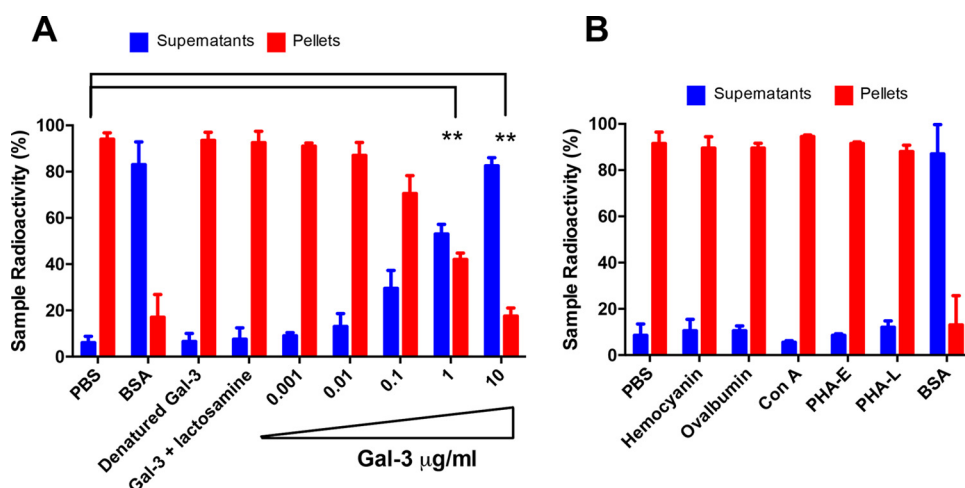 A
Supernatants Pellets
Sample Radioactivity (%)
100
80
60
40
20
0
** **
PBS
BSA
Denatured Gal-3
Gal-3 + lactosamine
0.001
0.01
0.1
1
10
Gal-3 μg/ml
B
Supernatants Pellets
Sample Radioactivity (%)
100
80
60
40
20
0
PBS
Hemocyanin
Ovalbumin
Con A
PHA-E
PHA-L
BSA